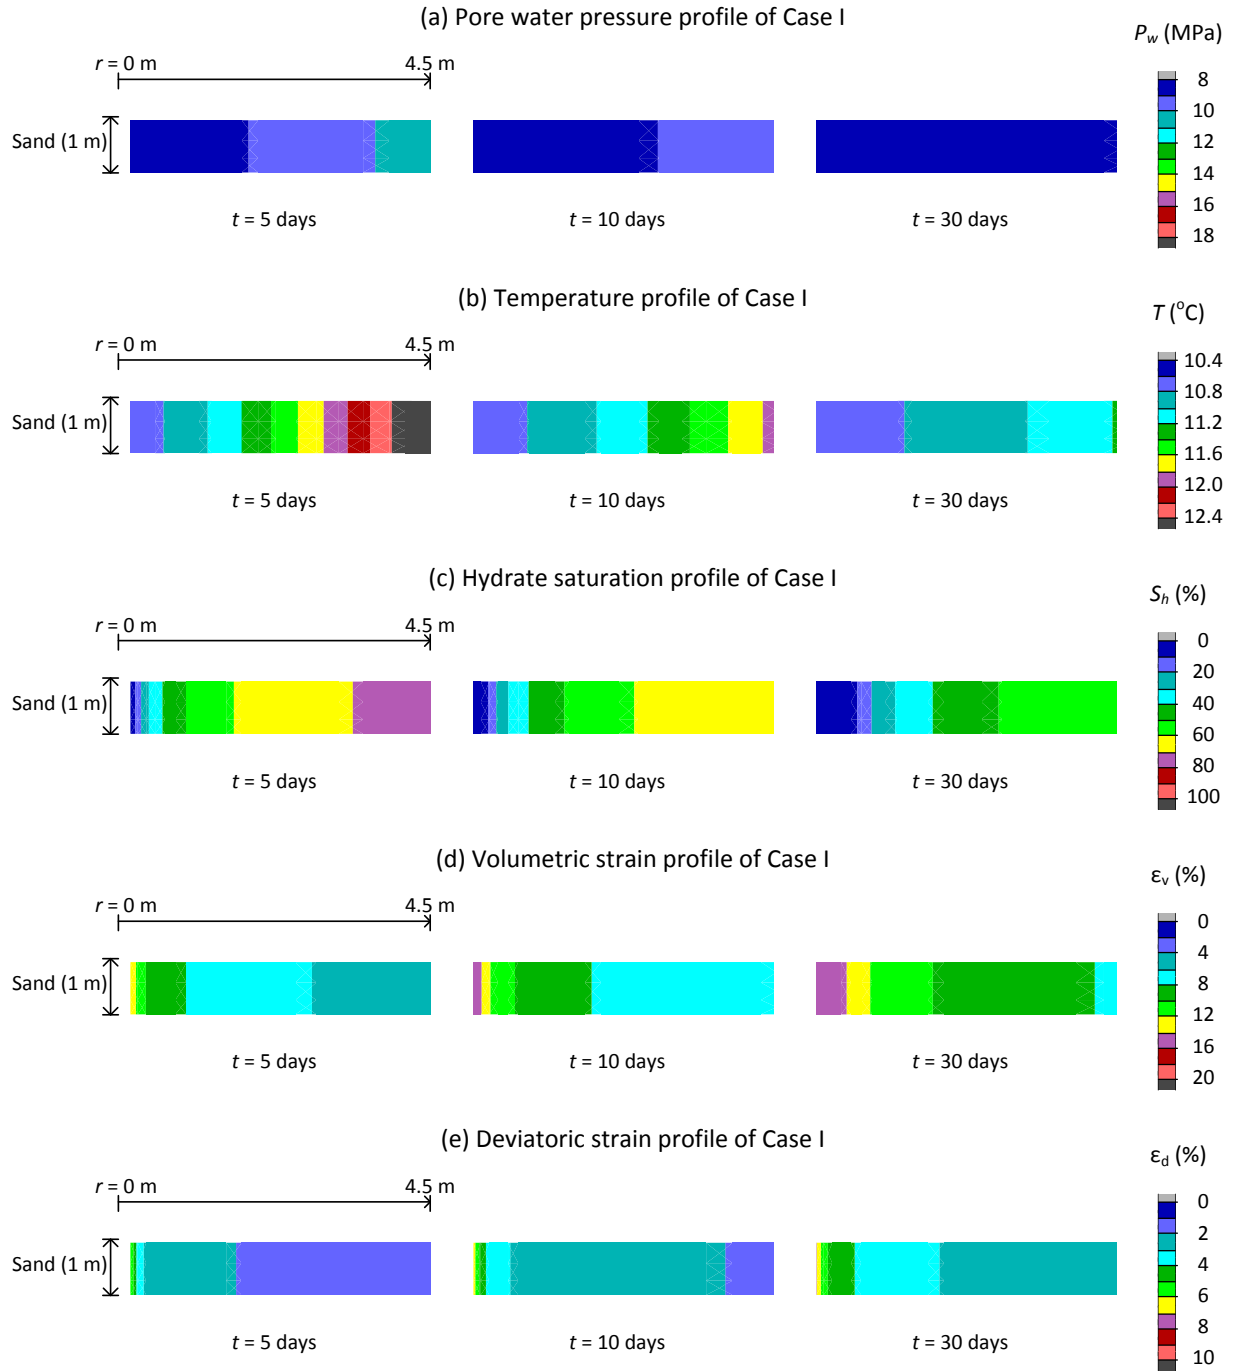 (a) Pore water pressure profile of Case I
P_w (MPa)
r = 0 m 4.5 m
Sand (1 m)
8
10
12
14
16
18
t = 5 days t = 10 days t = 30 days
(b) Temperature profile of Case I
T (°C)
r = 0 m 4.5 m
Sand (1 m)
10.4
10.8
11.2
11.6
12.0
12.4
t = 5 days t = 10 days t = 30 days
(c) Hydrate saturation profile of Case I
S_h (%)
r = 0 m 4.5 m
Sand (1 m)
0
20
40
60
80
100
t = 5 days t = 10 days t = 30 days
(d) Volumetric strain profile of Case I
ε_v (%)
r = 0 m 4.5 m
Sand (1 m)
0
4
8
12
16
20
t = 5 days t = 10 days t = 30 days
(e) Deviatoric strain profile of Case I
ε_d (%)
r = 0 m 4.5 m
Sand (1 m)
0
2
4
6
8
10
t = 5 days t = 10 days t = 30 days